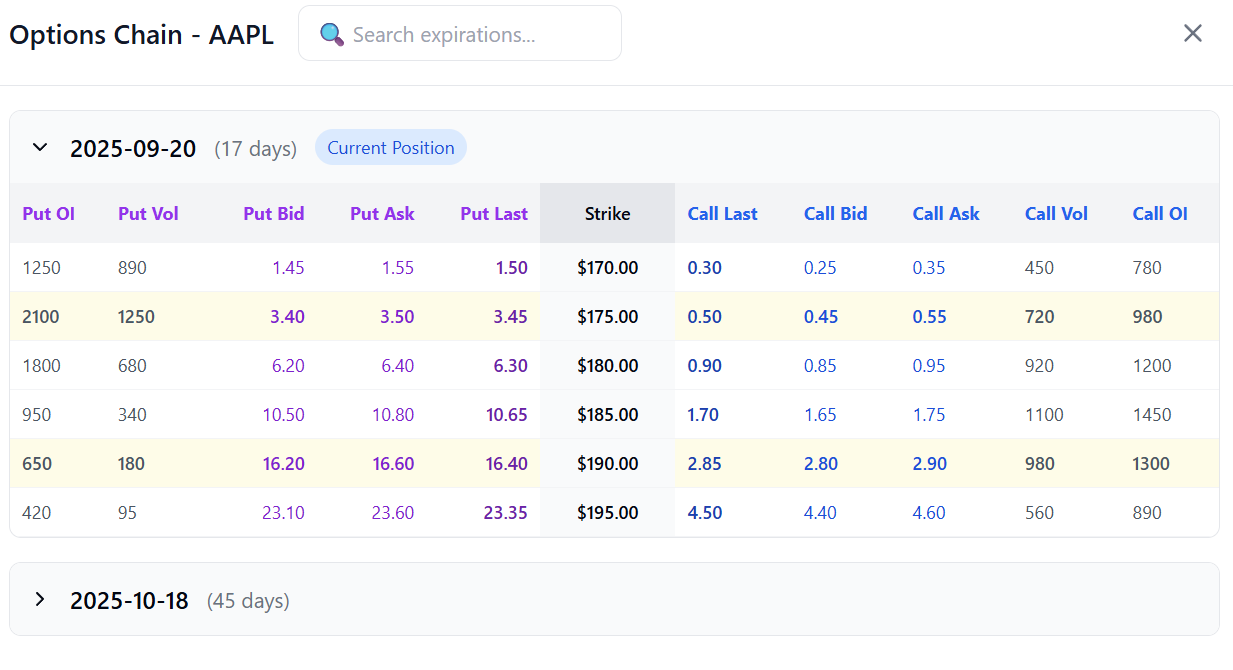 Options Chain - AAPL Search expirations...
2025-09-20 (17 days) Current Position
Put OI Put Vol Put Bid Put Ask Put Last Strike Call Last Call Bid Call Ask Call Vol Call OI
1250 890 1.45 1.55 1.50 $170.00 0.30 0.25 0.35 450 780
2100 1250 3.40 3.50 3.45 $175.00 0.50 0.45 0.55 720 980
1800 680 6.20 6.40 6.30 $180.00 0.90 0.85 0.95 920 1200
950 340 10.50 10.80 10.65 $185.00 1.70 1.65 1.75 1100 1450
650 180 16.20 16.60 16.40 $190.00 2.85 2.80 2.90 980 1300
420 95 23.10 23.60 23.35 $195.00 4.50 4.40 4.60 560 890
2025-10-18 (45 days)